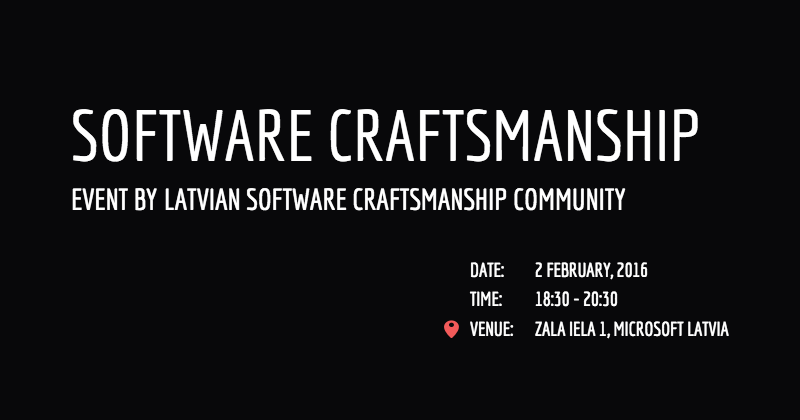 SOFTWARE CRAFTSMANSHIP
EVENT BY LATVIAN SOFTWARE CRAFTSMANSHIP COMMUNITY
DATE: 2 FEBRUARY, 2016
TIME: 18:30 - 20:30
VENUE: ZALA IELA 1, MICROSOFT LATVIA